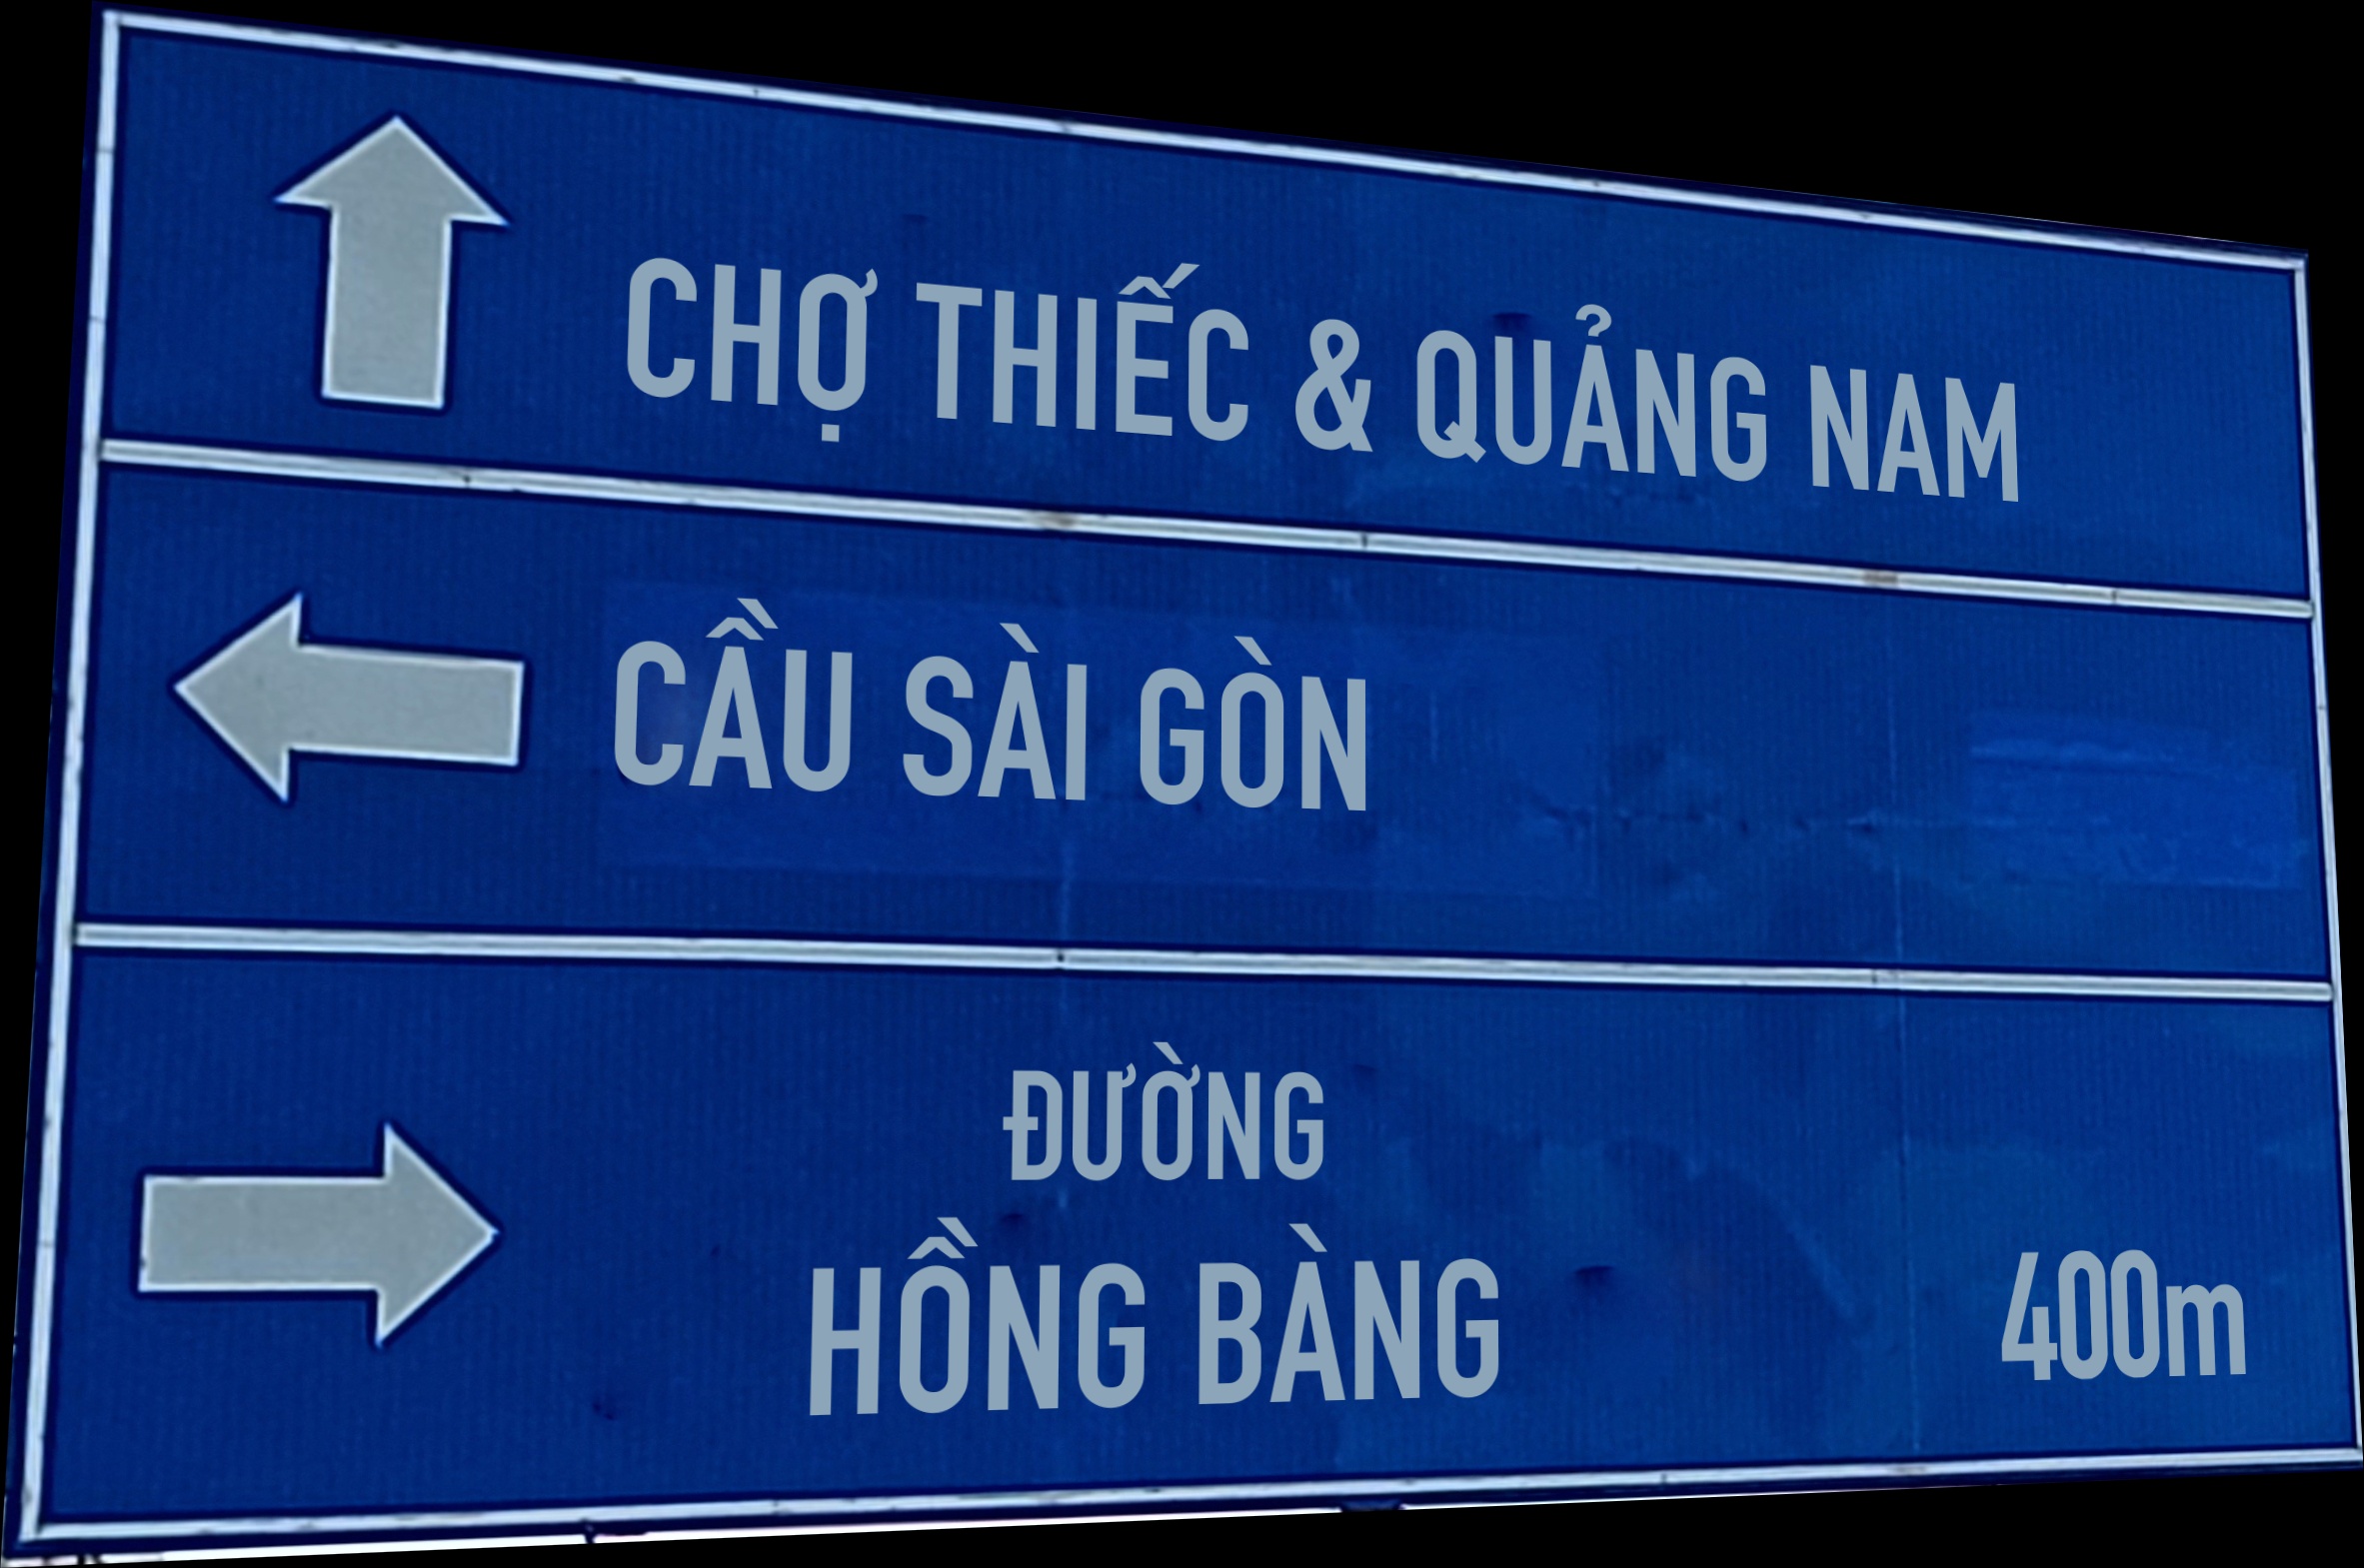 CHỢ THIẾC & QUẢNG NAM
CẦU SÀI GÒN
ĐƯỜNG
HỒNG BÀNG
400m